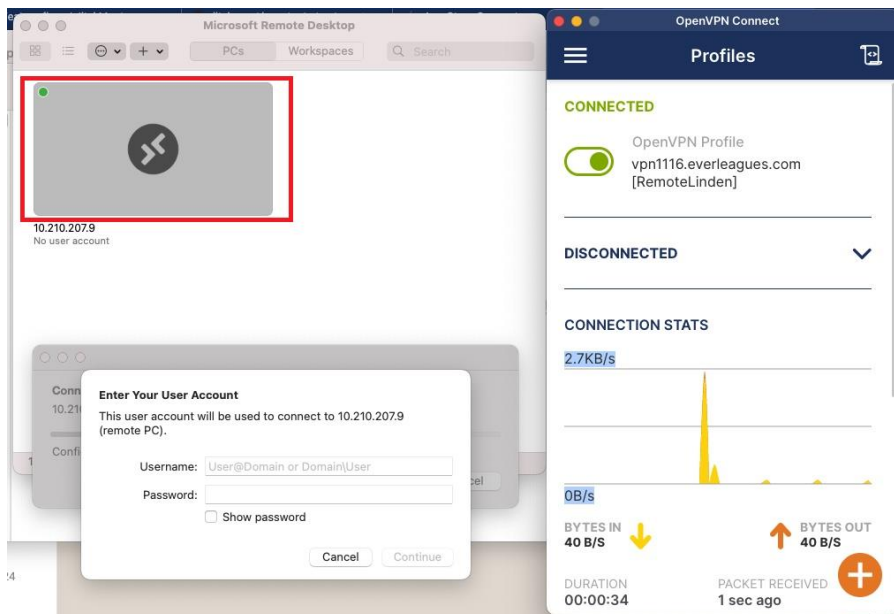 Microsoft Remote Desktop
PCs
Workspaces
Search
10.210.207.9
No user account
Conn
10.21
Confi
cel
Enter Your User Account
This user account will be used to connect to 10.210.207.9
(remote PC).
Username: User@Domain or Domain\User
Password:
Show password
Cancel
Continue
24
OpenVPN Connect
Profiles
CONNECTED
OpenVPN Profile
vpn1116.everleagues.com
[RemoteLinden]
DISCONNECTED
CONNECTION STATS
2.7KB/s
0B/s
BYTES IN
40 B/S
BYTES OUT
40 B/S
DURATION
00:00:34
PACKET RECEIVED
1 sec ago